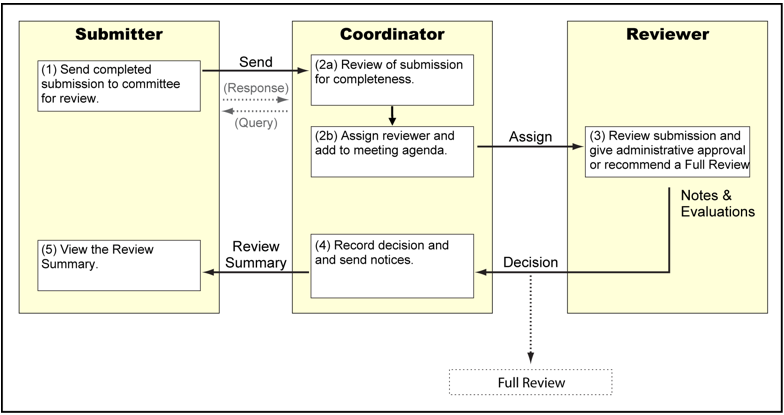 Submitter
Coordinator
Reviewer
(1) Send completed
submission to committee
for review.
Send
(Response)
(Query)
(2a) Review of submission
for completeness.
(2b) Assign reviewer and
add to meeting agenda.
Assign
(3) Review submission and
give administrative approval
or recommend a Full Review
Notes &
Evaluations
Decision
(4) Record decision and
and send notices.
Review
Summary
(5) View the Review
Summary.
Full Review